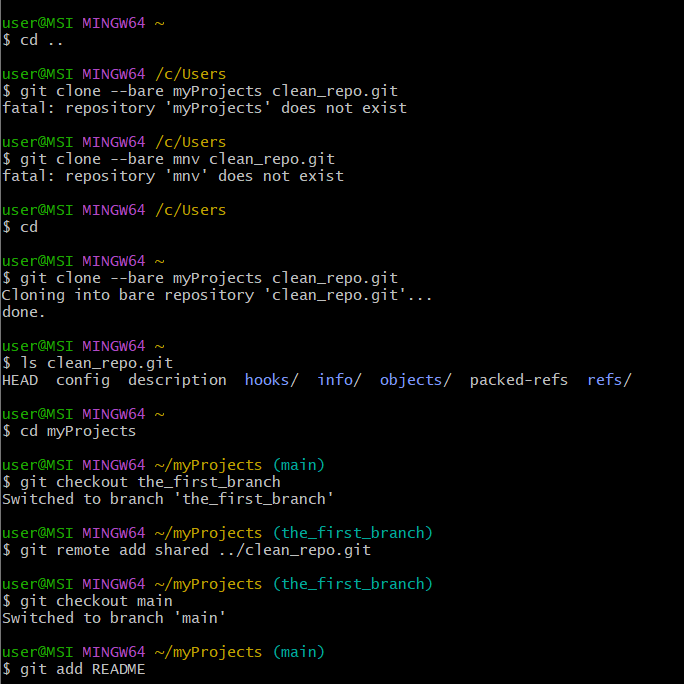 user@MSI MINGW64 ~
$ cd ..
user@MSI MINGW64 /c/Users
$ git clone --bare myProjects clean_repo.git
fatal: repository 'myProjects' does not exist
user@MSI MINGW64 /c/Users
$ git clone --bare mnv clean_repo.git
fatal: repository 'mnv' does not exist
user@MSI MINGW64 /c/Users
$ cd
user@MSI MINGW64 ~
$ git clone --bare myProjects clean_repo.git
Cloning into bare repository 'clean_repo.git'...
done.
user@MSI MINGW64 ~
$ ls clean_repo.git
HEAD  config  description  hooks/  info/  objects/  packed-refs  refs/
user@MSI MINGW64 ~
$ cd myProjects
user@MSI MINGW64 ~/myProjects (main)
$ git checkout the_first_branch
Switched to branch 'the_first_branch'
user@MSI MINGW64 ~/myProjects (the_first_branch)
$ git remote add shared ../clean_repo.git
user@MSI MINGW64 ~/myProjects (the_first_branch)
$ git checkout main
Switched to branch 'main'
user@MSI MINGW64 ~/myProjects (main)
$ git add README